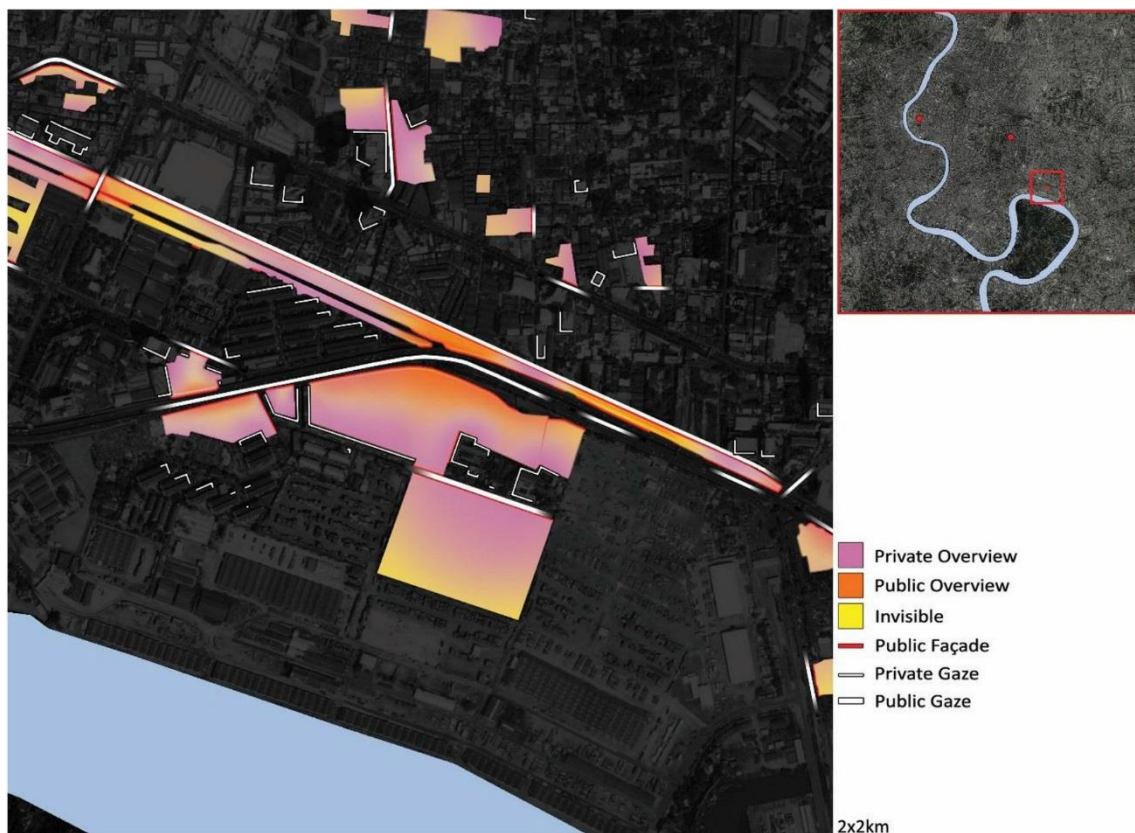 Private Overview
Public Overview
Invisible
Public Façade
Private Gaze
Public Gaze
2x2km